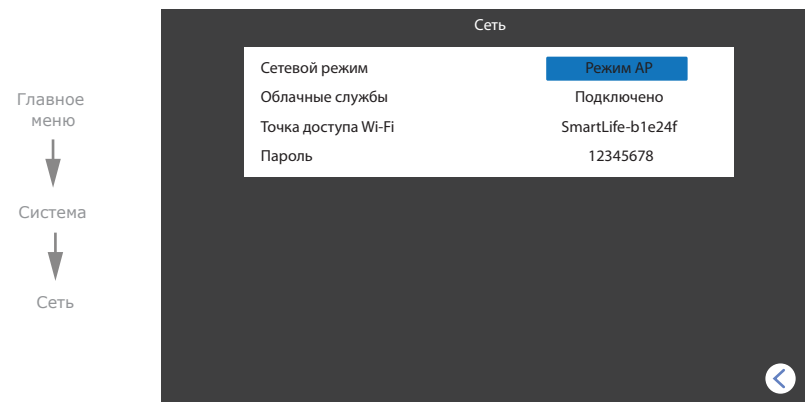 Главное
меню
Система
Сеть
Сеть
Сетевой режим Режим AP
Облачные службы Подключено
Точка доступа Wi-Fi SmartLife-b1e24f
Пароль 12345678